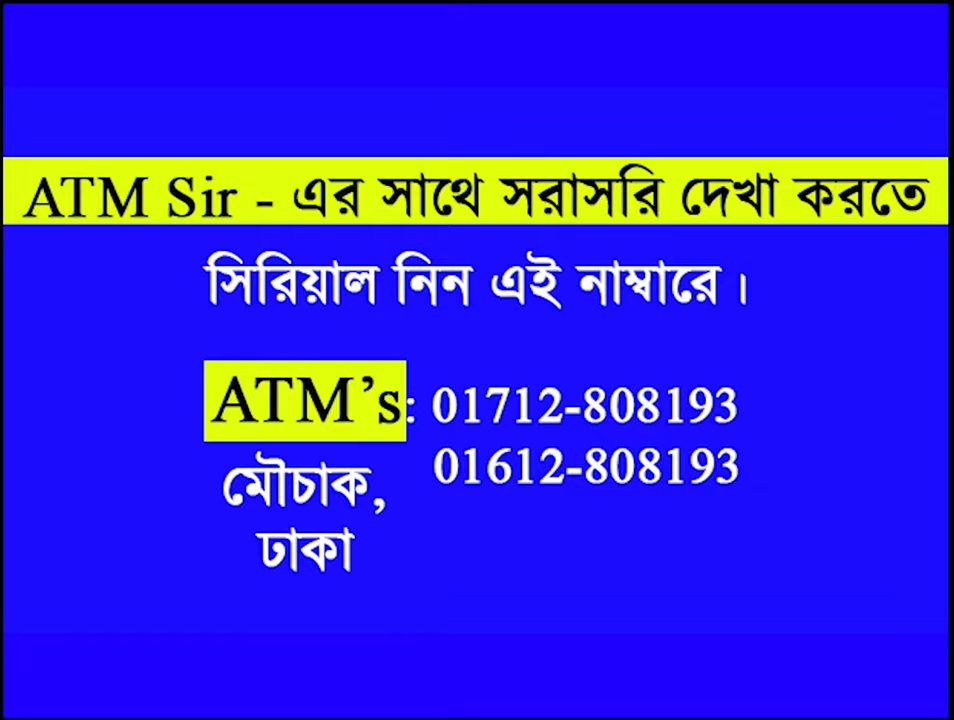 ATM Sir - এর সাথে সরাসরি দেখা করতে
সিরিয়াল নিন এই নাম্বারে।
ATM's: 01712-808193
মৌচাক, 01612-808193
ঢাকা